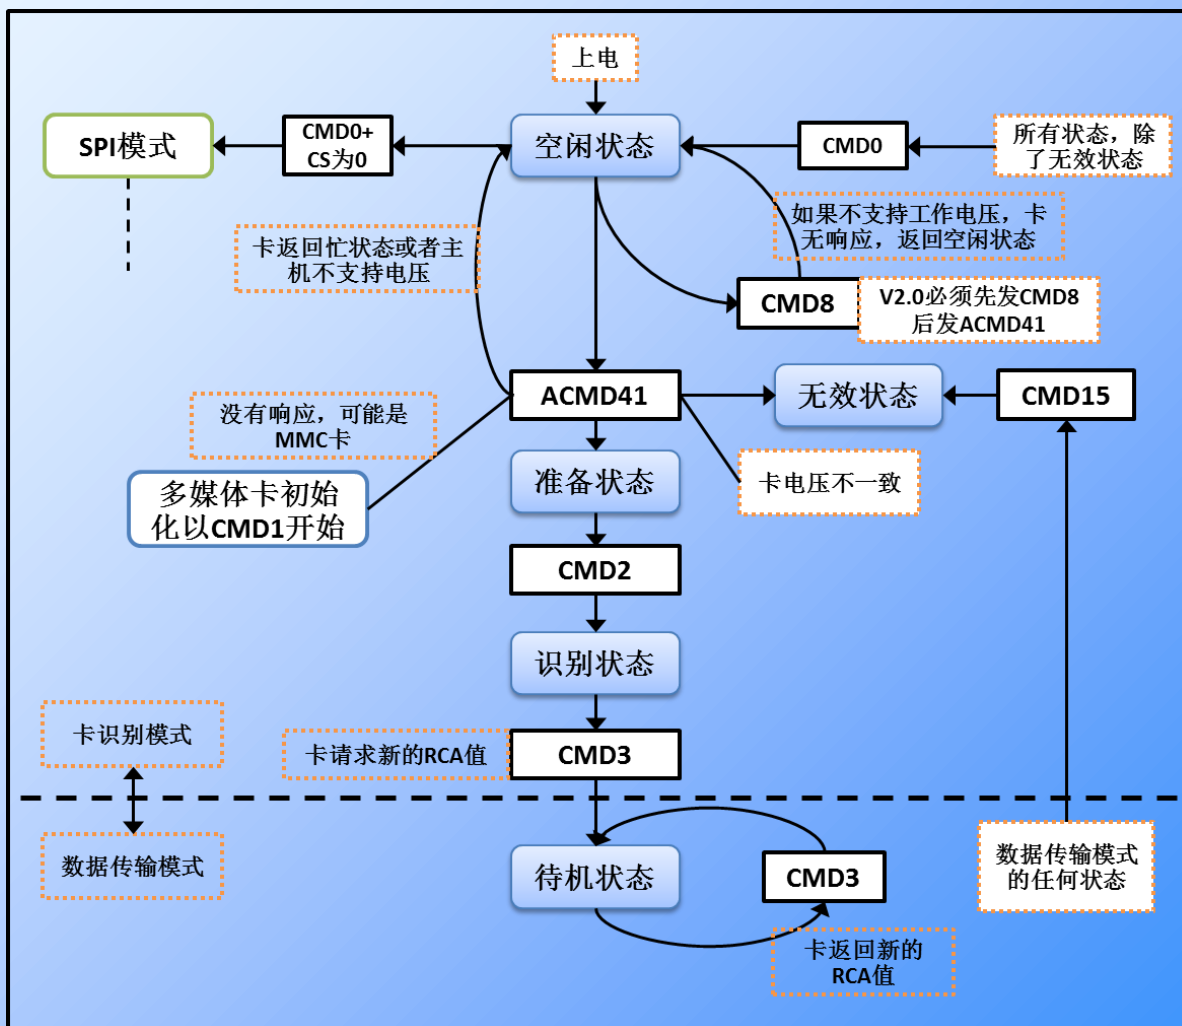 上电
SPI模式
CMD0+
CS为0
空闲状态
CMD0
所有状态，除
了无效状态
卡返回忙状态或者主
机不支持电压
如果不支持工作电压，卡
无响应，返回空闲状态
CMD8
V2.0必须先发CMD8
后发ACMD41
ACMD41
无效状态
CMD15
没有响应，可能是
MMC卡
多媒体卡初始
化以CMD1开始
准备状态
卡电压不一致
CMD2
识别状态
卡识别模式
卡请求新的RCA值
CMD3
数据传输模式
待机状态
CMD3
数据传输模式
的任何状态
卡返回新的
RCA值